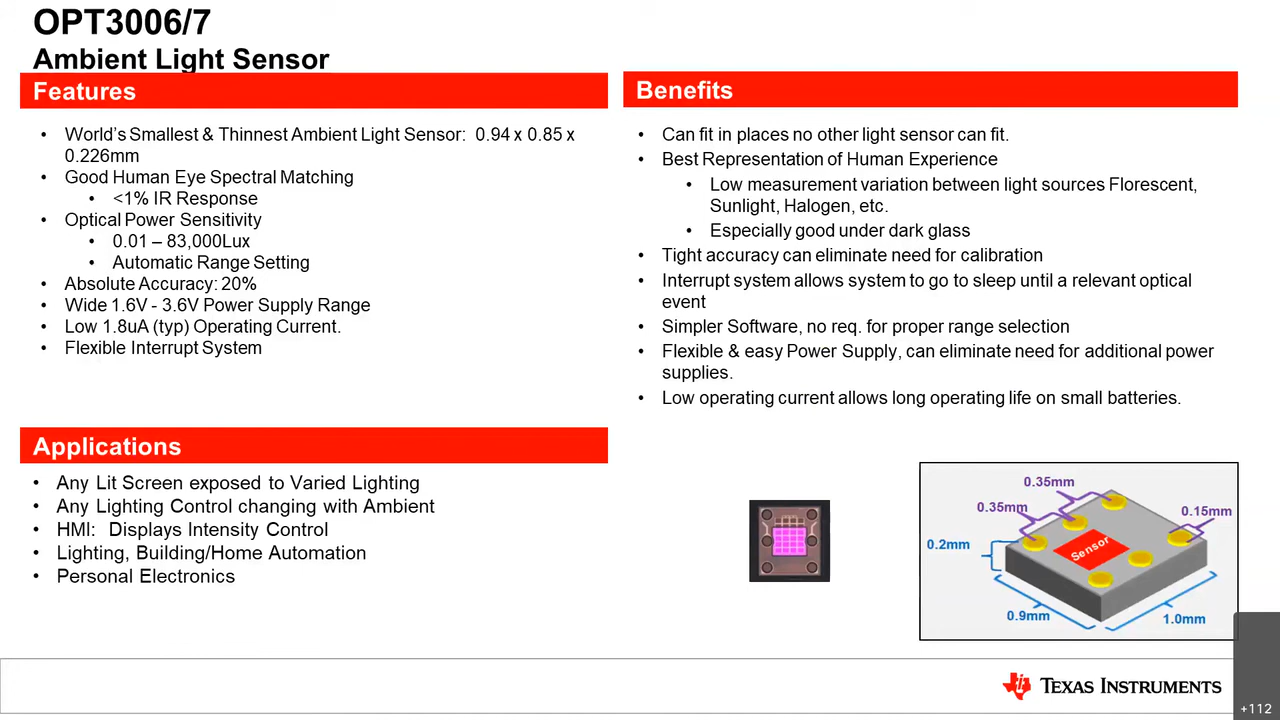 OPT3006/7
Ambient Light Sensor
Features
• World's Smallest & Thinnest Ambient Light Sensor: 0.94 x 0.85 x
0.226mm
• Good Human Eye Spectral Matching
• <1% IR Response
• Optical Power Sensitivity
• 0.01 – 83,000Lux
• Automatic Range Setting
• Absolute Accuracy: 20%
• Wide 1.6V - 3.6V Power Supply Range
• Low 1.8uA (typ) Operating Current.
• Flexible Interrupt System
Benefits
• Can fit in places no other light sensor can fit.
• Best Representation of Human Experience
• Low measurement variation between light sources Florescent,
Sunlight, Halogen, etc.
• Especially good under dark glass
• Tight accuracy can eliminate need for calibration
• Interrupt system allows system to go to sleep until a relevant optical
event
• Simpler Software, no req. for proper range selection
• Flexible & easy Power Supply, can eliminate need for additional power
supplies.
• Low operating current allows long operating life on small batteries.
Applications
• Any Lit Screen exposed to Varied Lighting
• Any Lighting Control changing with Ambient
• HMI: Displays Intensity Control
• Lighting, Building/Home Automation
• Personal Electronics
0.35mm
0.35mm
0.15mm
0.2mm
Sensor
0.9mm
1.0mm
TEXAS INSTRUMENTS
+112